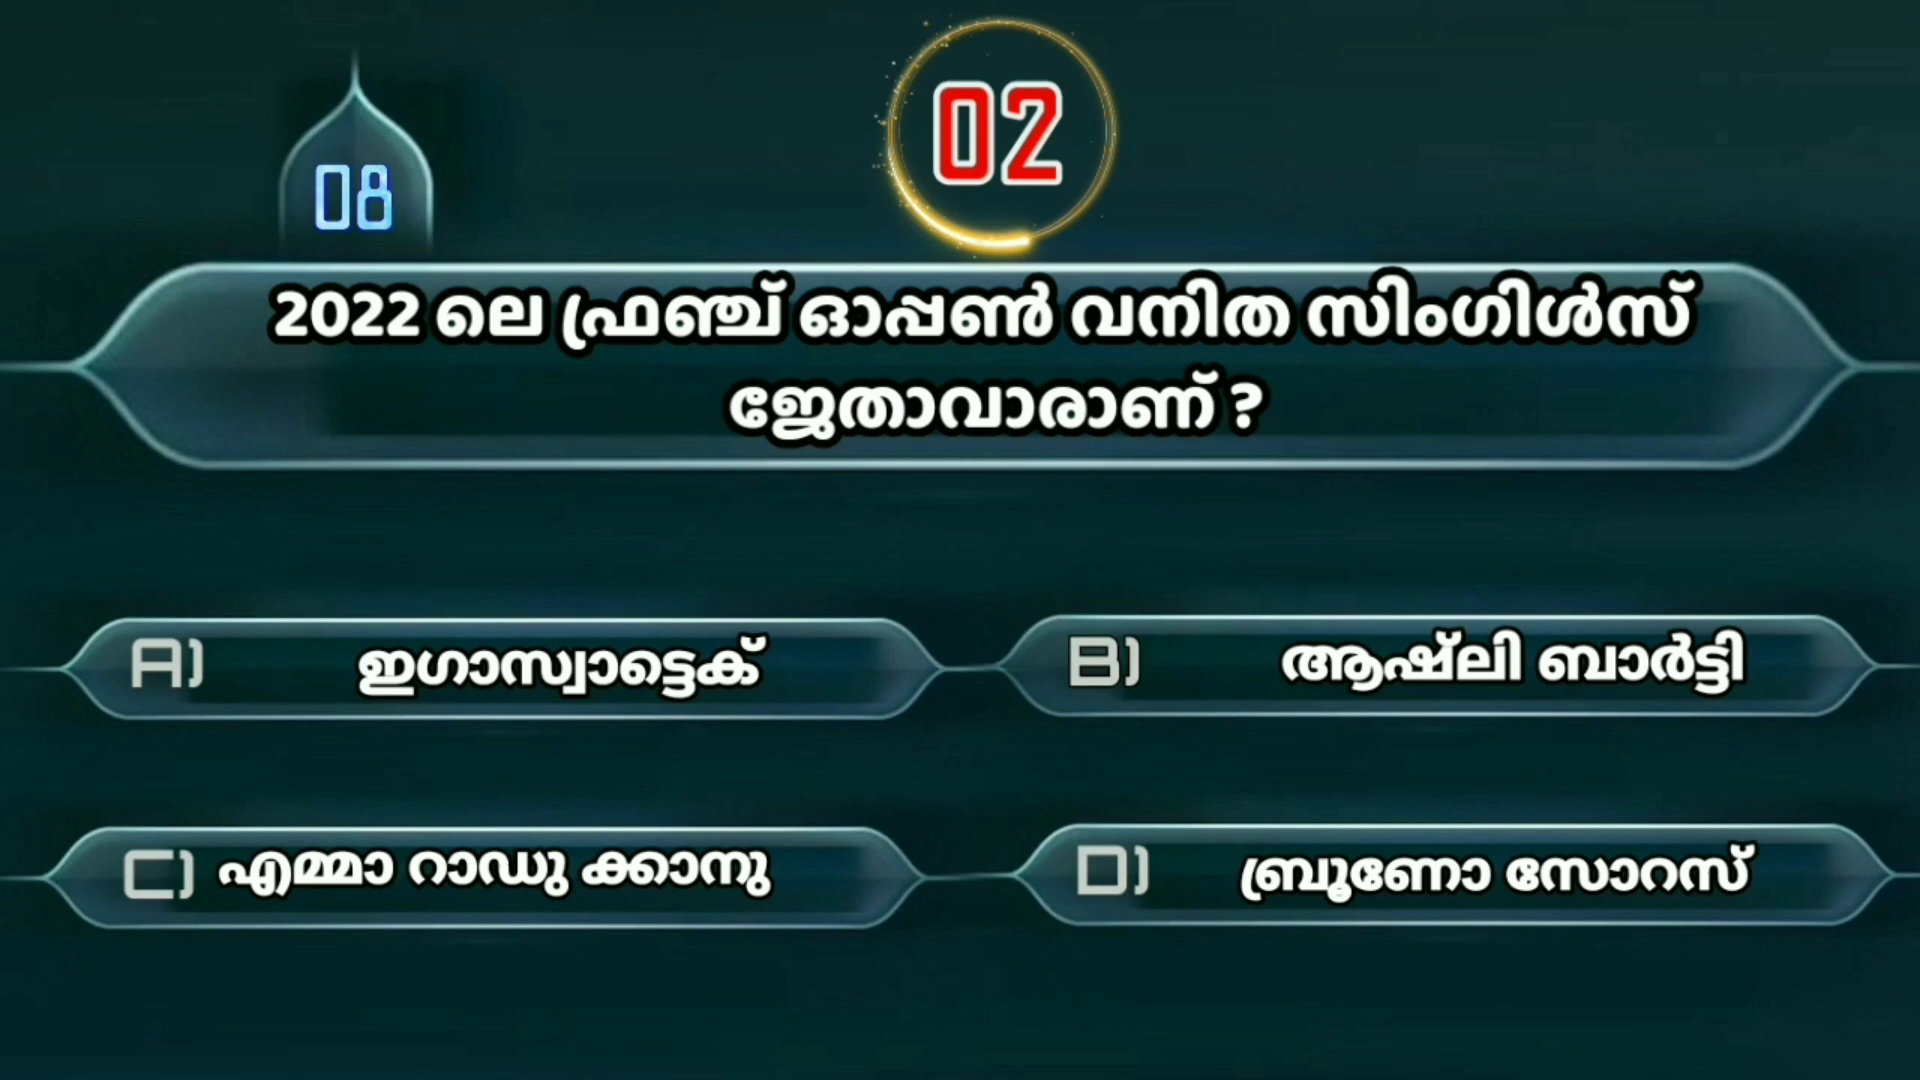 02
08
2022 ലെ ഫ്രഞ്ച് ഓപ്പൺ വനിത സിംഗിൾസ്
ജേതാവാരാണ് ?
A) ഇഗാസ്വാട്ടെക്
B) ആഷ്ലി ബാർട്ടി
C) എമ്മാ റാഡു ക്കാനു
D) ബ്രൂണോ സോറസ്